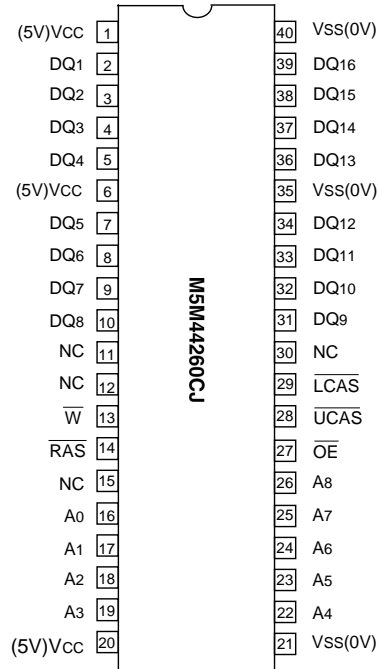 (5V)VCC 1 40 VSS(0V)
DQ1 2 39 DQ16
DQ2 3 38 DQ15
DQ3 4 37 DQ14
DQ4 5 36 DQ13
(5V)VCC 6 35 VSS(0V)
DQ5 7 34 DQ12
DQ6 8 33 DQ11
DQ7 9 32 DQ10
DQ8 10 31 DQ9
NC 11 30 NC
NC 12 29 L̅C̅A̅S̅
W̅ 13 28 U̅C̅A̅S̅
R̅A̅S̅ 14 27 O̅E̅
NC 15 26 A8
A0 16 25 A7
A1 17 24 A6
A2 18 23 A5
A3 19 22 A4
(5V)VCC 20 21 VSS(0V)
M5M44260CJ